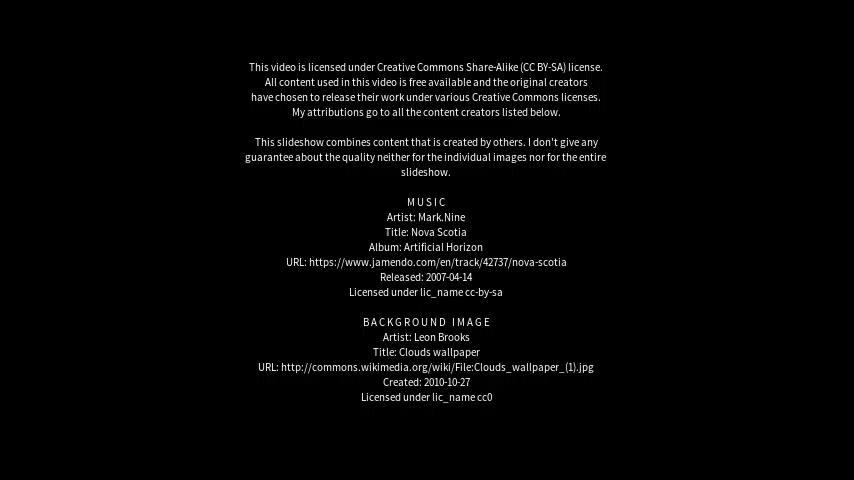 This video is licensed under Creative Commons Share-Alike (CC BY-SA) license.
All content used in this video is free available and the original creators
have chosen to release their work under various Creative Commons licenses.
My attributions go to all the content creators listed below.
This slideshow combines content that is created by others. I don't give any
guarantee about the quality neither for the individual images nor for the entire
slideshow.
MUSIC
Artist: Mark.Nine
Title: Nova Scotia
Album: Artificial Horizon
URL: https://www.jamendo.com/en/track/42737/nova-scotia
Released: 2007-04-14
Licensed under lic_name cc-by-sa
BACKGROUND IMAGE
Artist: Leon Brooks
Title: Clouds wallpaper
URL: http://commons.wikimedia.org/wiki/File:Clouds_wallpaper_(1).jpg
Created: 2010-10-27
Licensed under lic_name cc0